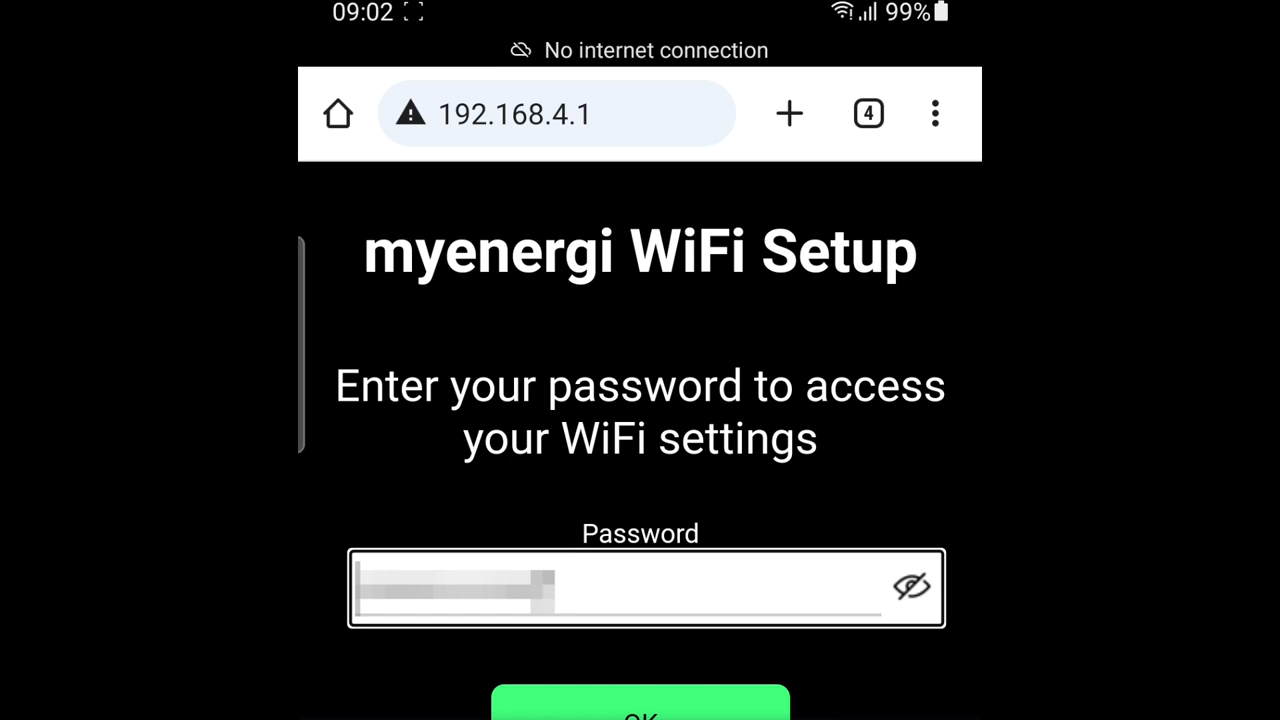 09:02 99%
No internet connection
192.168.4.1 4
myenergi WiFi Setup
Enter your password to access
your WiFi settings
Password
OK